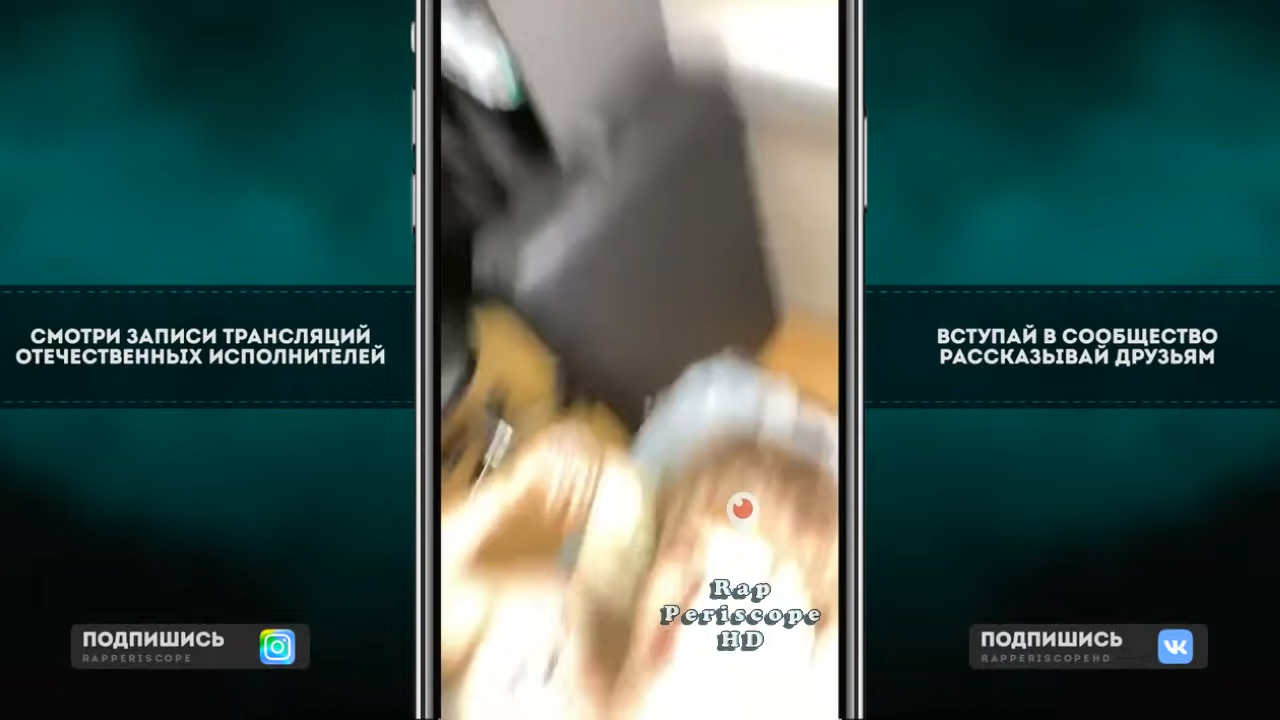 СМОТРИ ЗАПИСИ ТРАНСЛЯЦИЙ
ОТЕЧЕСТВЕННЫХ ИСПОЛНИТЕЛЕЙ
ВСТУПАЙ В СООБЩЕСТВО
РАССКАЗЫВАЙ ДРУЗЬЯМ
Rap
Periscope
HD
ПОДПИШИСЬ
RAPPERISCOPE
ПОДПИШИСЬ
RAPPERISCOPEHD